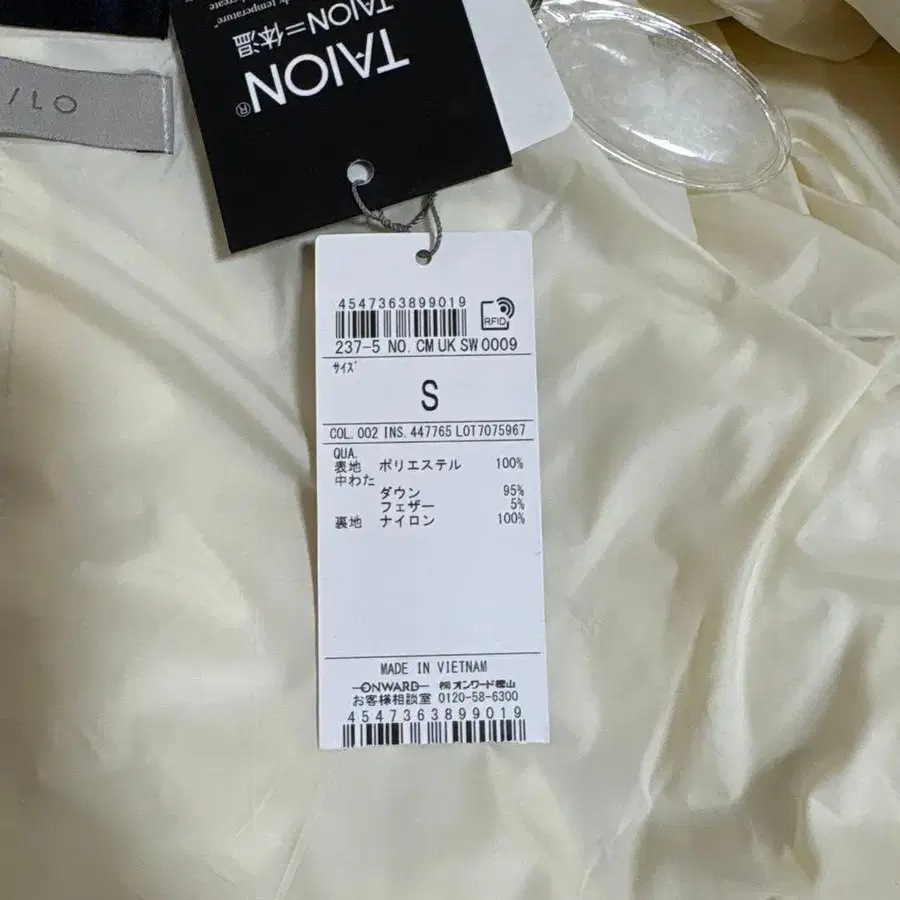 TAION®
TAION=体温
4547363899019
RFID
237-5 NO. CM UK SW 0009
サイズ
S
COL. 002 INS. 447765 LOT7075967
QUA.
表地 ポリエステル 100%
中わた
ダウン 95%
フェザー 5%
裏地 ナイロン 100%
MADE IN VIETNAM
ONWARD ㈱オンワード樫山
お客様相談室 0120-58-6300
4547363899019